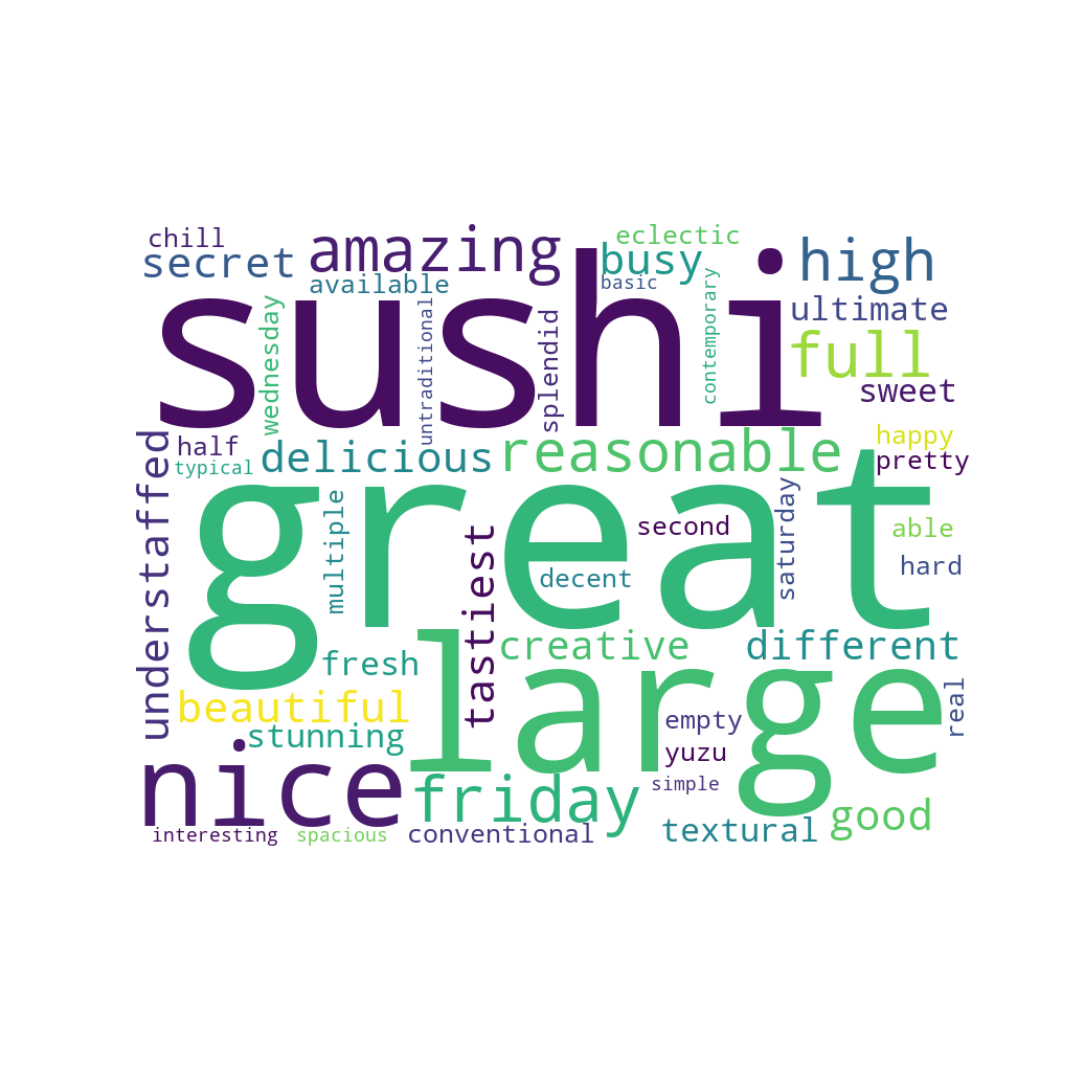 chill
amazing
eclectic
secret
busy
high
available
basic
sushi
wednesday
untraditional
splendid
contemporary
ultimate
full
sweet
half
typical
delicious
reasonable
happy
pretty
understaffed
great
multiple
tastiest
second
decent
saturday
able
hard
fresh
creative
different
beautiful
stunning
large
empty
yuzu
simple
real
nice
friday
good
interesting
spacious
conventional
textural